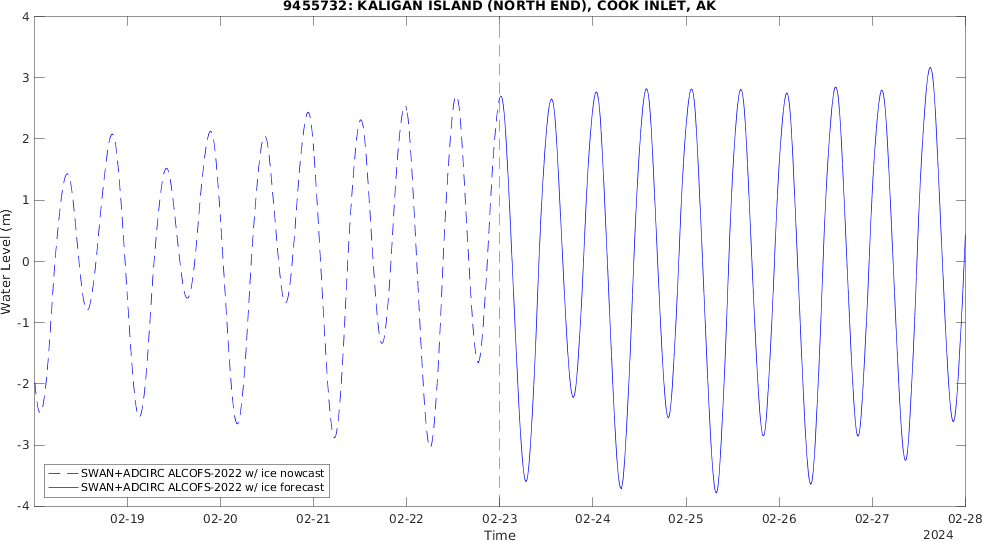 9455732: KALIGAN ISLAND (NORTH END), COOK INLET, AK
4
3
2
1
0
-1
-2
-3
-4
Water Level (m)
SWAN+ADCIRC ALCOFS-2022 w/ ice nowcast
SWAN+ADCIRC ALCOFS-2022 w/ ice forecast
02-19 02-20 02-21 02-22 02-23 02-24 02-25 02-26 02-27 02-28
Time
2024